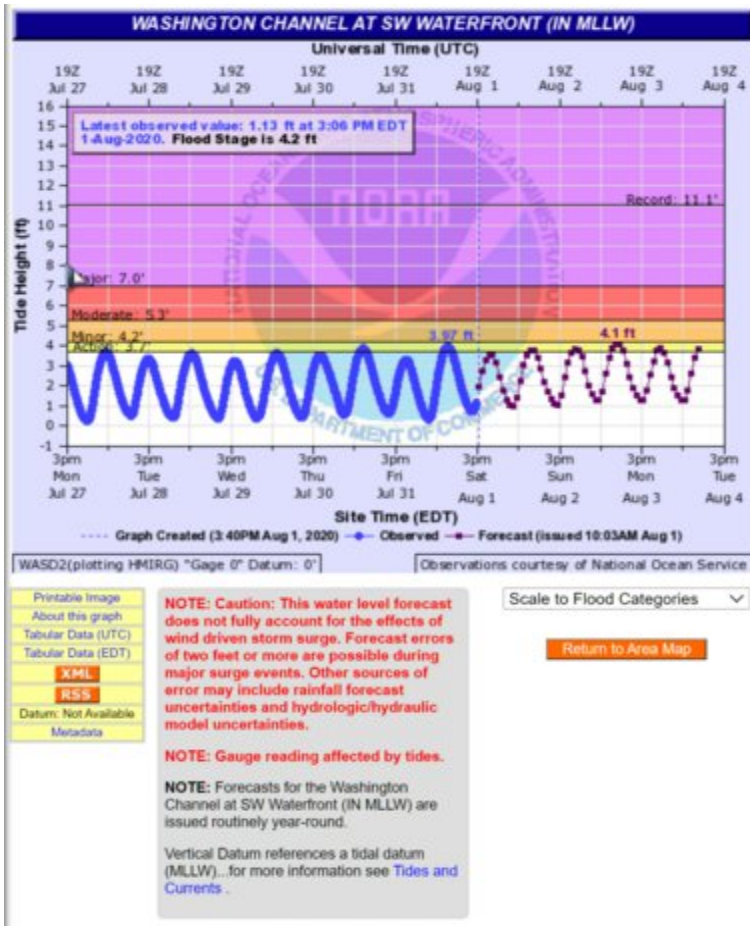 WASHINGTON CHANNEL AT SW WATERFRONT (IN MLLW)
Universal Time (UTC)
19Z 19Z 19Z 19Z 19Z 19Z 19Z 19Z 19Z
Jul 27 Jul 28 Jul 29 Jul 30 Jul 31 Aug 1 Aug 2 Aug 3 Aug 4
Tide Height (ft)
16
15
14
13
12
11
10
9
8
7
6
5
4
3
2
1
0
-1
Latest observed value: 1.13 ft at 3:06 PM EDT
1-Aug-2020. Flood Stage is 4.2 ft
NOAA
U.S. DEPARTMENT OF COMMERCE
Record: 11.1'
Major: 7.0'
Moderate: 5.3'
Minor: 4.2'
Action: 3.7'
3.97 ft
4.1 ft
3pm 3pm 3pm 3pm 3pm 3pm 3pm 3pm 3pm
Mon Tue Wed Thu Fri Sat Sun Mon Tue
Jul 27 Jul 28 Jul 29 Jul 30 Jul 31 Aug 1 Aug 2 Aug 3 Aug 4
Site Time (EDT)
Graph Created (3:40PM Aug 1, 2020) Observed Forecast (issued 10:03AM Aug 1)
WASD2(plotting HMIRG) "Gage 0" Datum: 0'
Observations courtesy of National Ocean Service
Printable Image
About this graph
Tabular Data (UTC)
Tabular Data (EDT)
XML
RSS
Datum: Not Available
Metadata
NOTE: Caution: This water level forecast
does not fully account for the effects of
wind driven storm surge. Forecast errors
of two feet or more are possible during
major surge events. Other sources of
error may include rainfall forecast
uncertainties and hydrologic/hydraulic
model uncertainties.
NOTE: Gauge reading affected by tides.
NOTE: Forecasts for the Washington
Channel at SW Waterfront (IN MLLW) are
issued routinely year-round.
Vertical Datum references a tidal datum
(MLLW)...for more information see Tides and
Currents .
Scale to Flood Categories
Return to Area Map